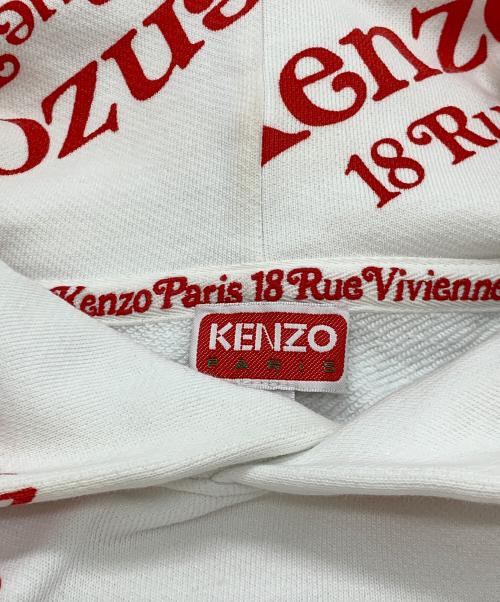 Kenzo
18 Rue
Kenzo Paris 18 Rue Vivienne
KENZO
PARIS